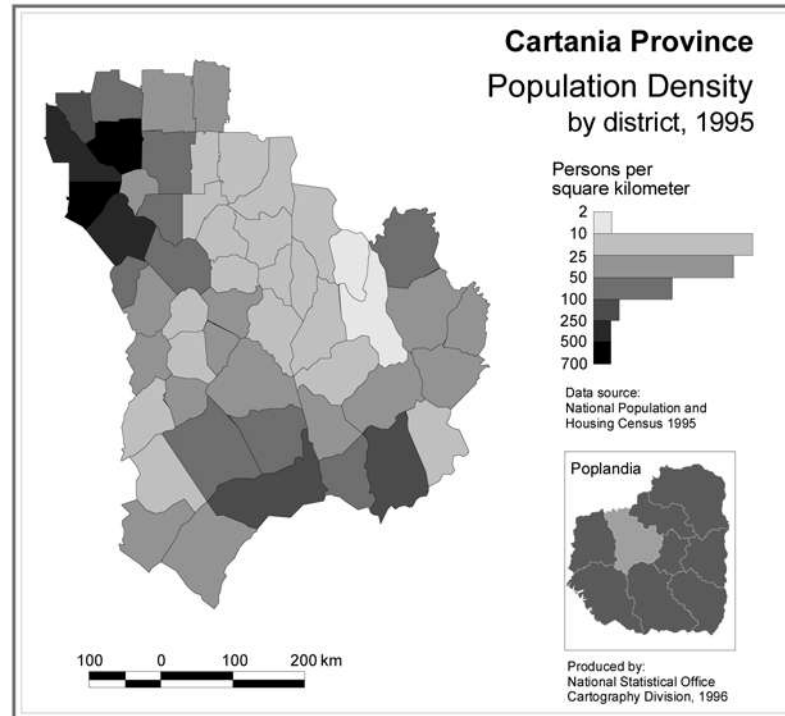 Cartania Province
Population Density
by district, 1995
Persons per
square kilometer
2
10
25
50
100
250
500
700
Data source:
National Population and
Housing Census 1995
Poplandia
Produced by:
National Statistical Office
Cartography Division, 1996
100 0 100 200 km